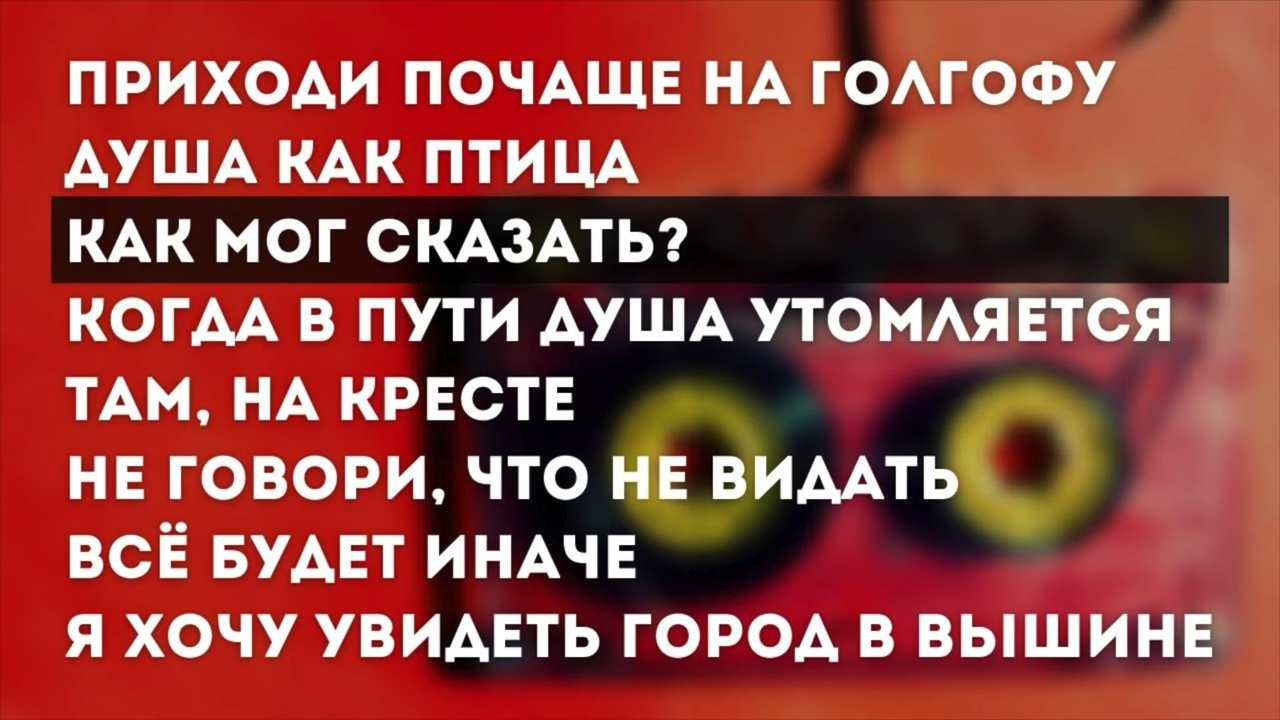 ПРИХОДИ ПОЧАЩЕ НА ГОЛГОФУ
ДУША КАК ПТИЦА
КАК МОГ СКАЗАТЬ?
КОГДА В ПУТИ ДУША УТОМЛЯЕТСЯ
ТАМ, НА КРЕСТЕ
НЕ ГОВОРИ, ЧТО НЕ ВИДАТЬ
ВСЁ БУДЕТ ИНАЧЕ
Я ХОЧУ УВИДЕТЬ ГОРОД В ВЫШИНЕ